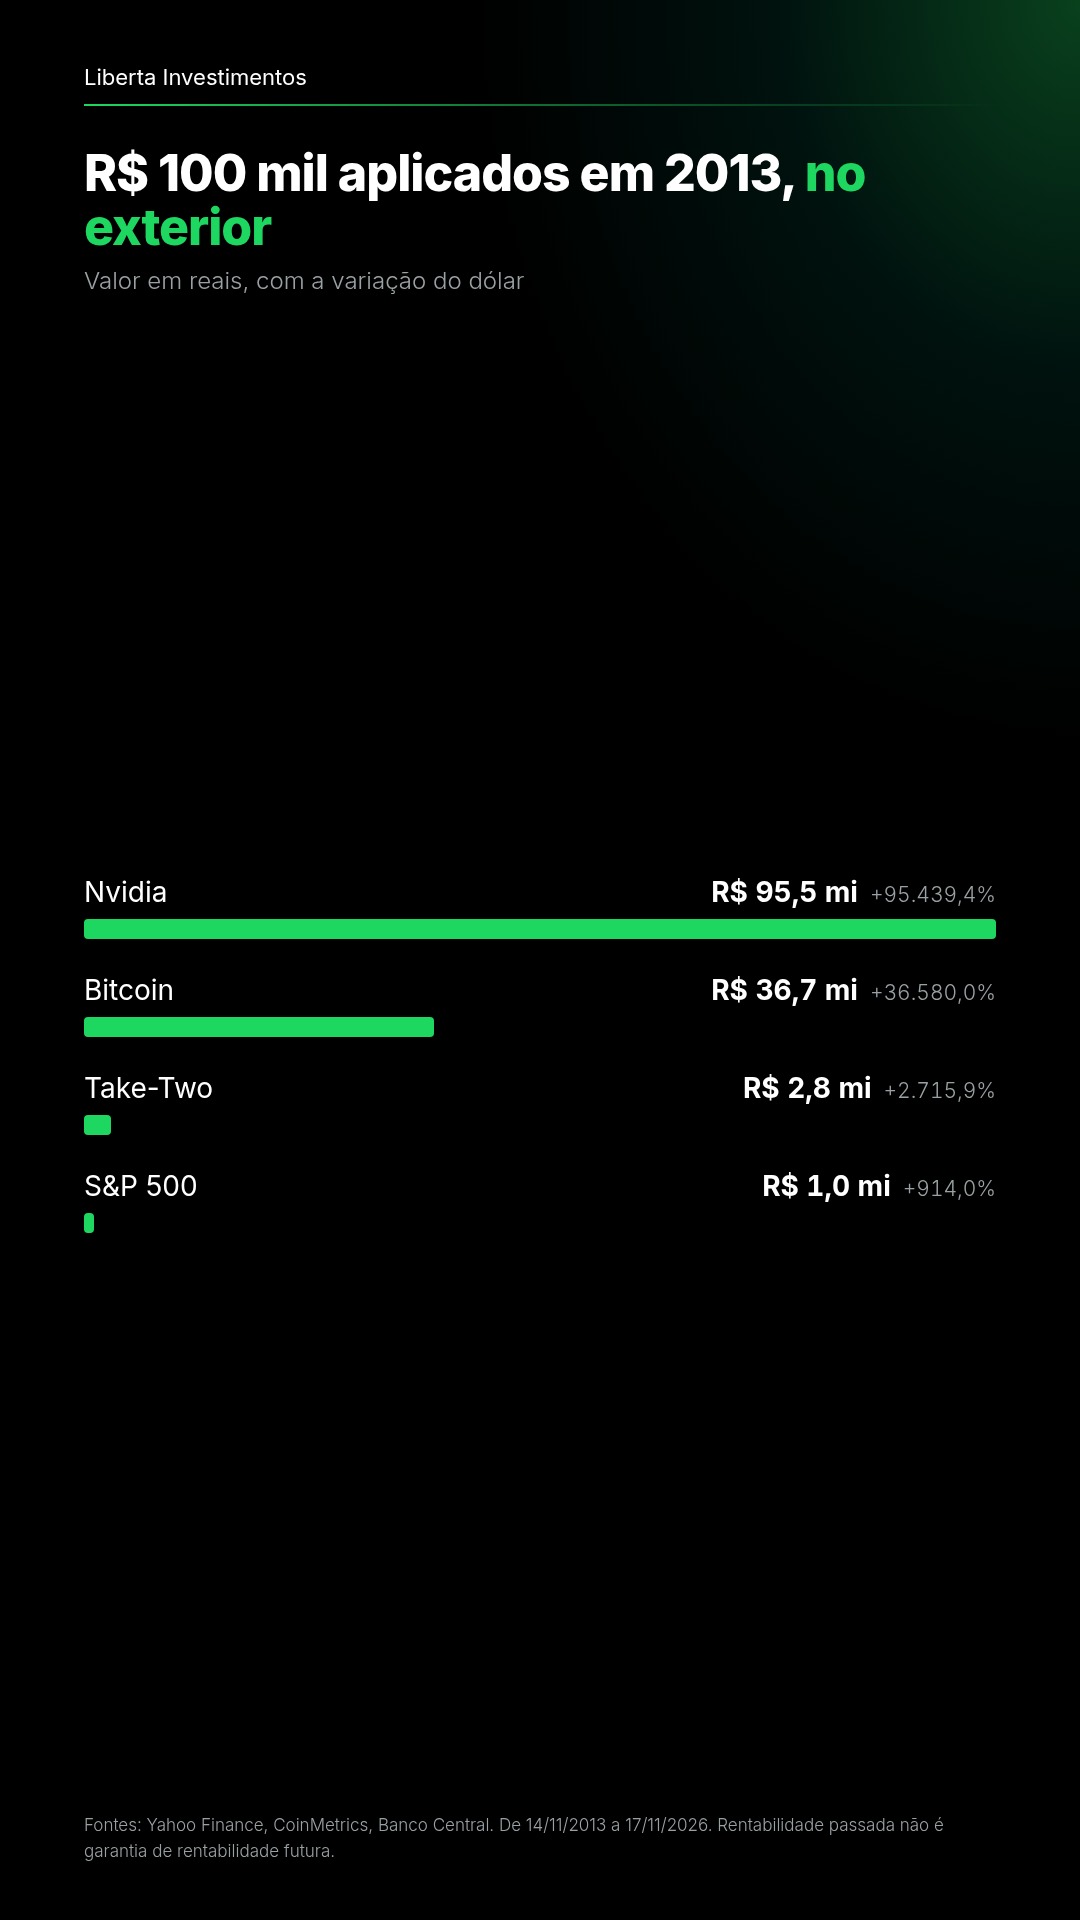 Liberta Investimentos
R$ 100 mil aplicados em 2013, no
exterior
Valor em reais, com a variação do dólar
Nvidia R$ 95,5 mi +95.439,4%
Bitcoin R$ 36,7 mi +36.580,0%
Take-Two R$ 2,8 mi +2.715,9%
S&P 500 R$ 1,0 mi +914,0%
Fontes: Yahoo Finance, CoinMetrics, Banco Central. De 14/11/2013 a 17/11/2026. Rentabilidade passada não é
garantia de rentabilidade futura.